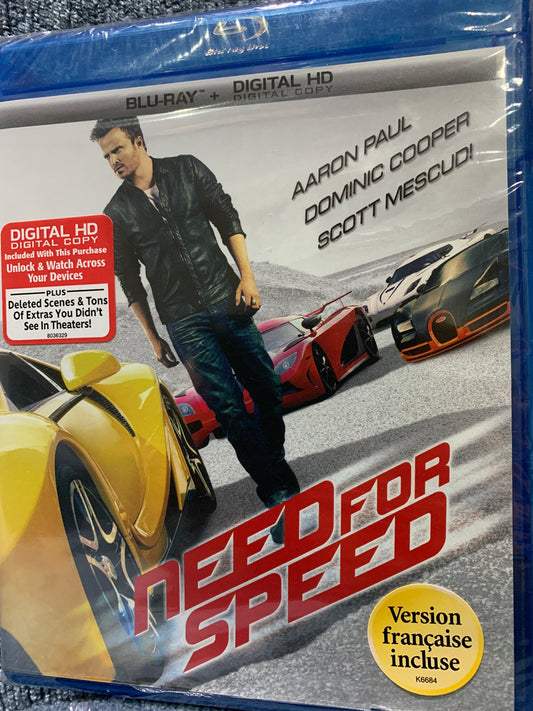 Blu-ray Disc
BLU-RAY™ + DIGITAL HD
DIGITAL COPY
AARON PAUL
DOMINIC COOPER
SCOTT MESCUDI
DIGITAL HD
DIGITAL COPY
Included With This Purchase
Unlock & Watch Across
Your Devices
PLUS
Deleted Scenes & Tons
Of Extras You Didn't
See In Theaters!
8036329
NEED FOR
SPEED
Version
française
incluse
K6684